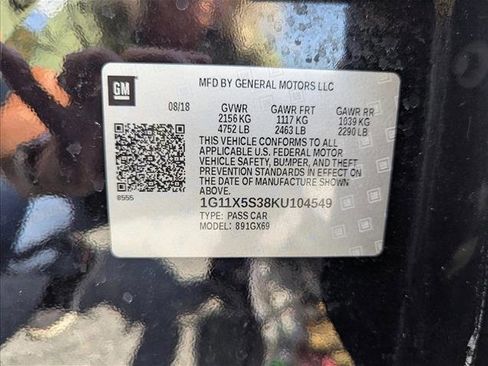 GM
MFD BY GENERAL MOTORS LLC
08/18 GVWR GAWR FRT GAWR RR
2156 KG 1117 KG 1039 KG
4752 LB 2463 LB 2290 LB
THIS VEHICLE CONFORMS TO ALL
APPLICABLE U.S. FEDERAL MOTOR
VEHICLE SAFETY, BUMPER, AND THEFT
PREVENTION STANDARDS IN EFFECT ON
THE DATE OF MANUFACTURE SHOWN
ABOVE.
8555
1G11X5S38KU104549
TYPE: PASS CAR
MODEL: 891GX69